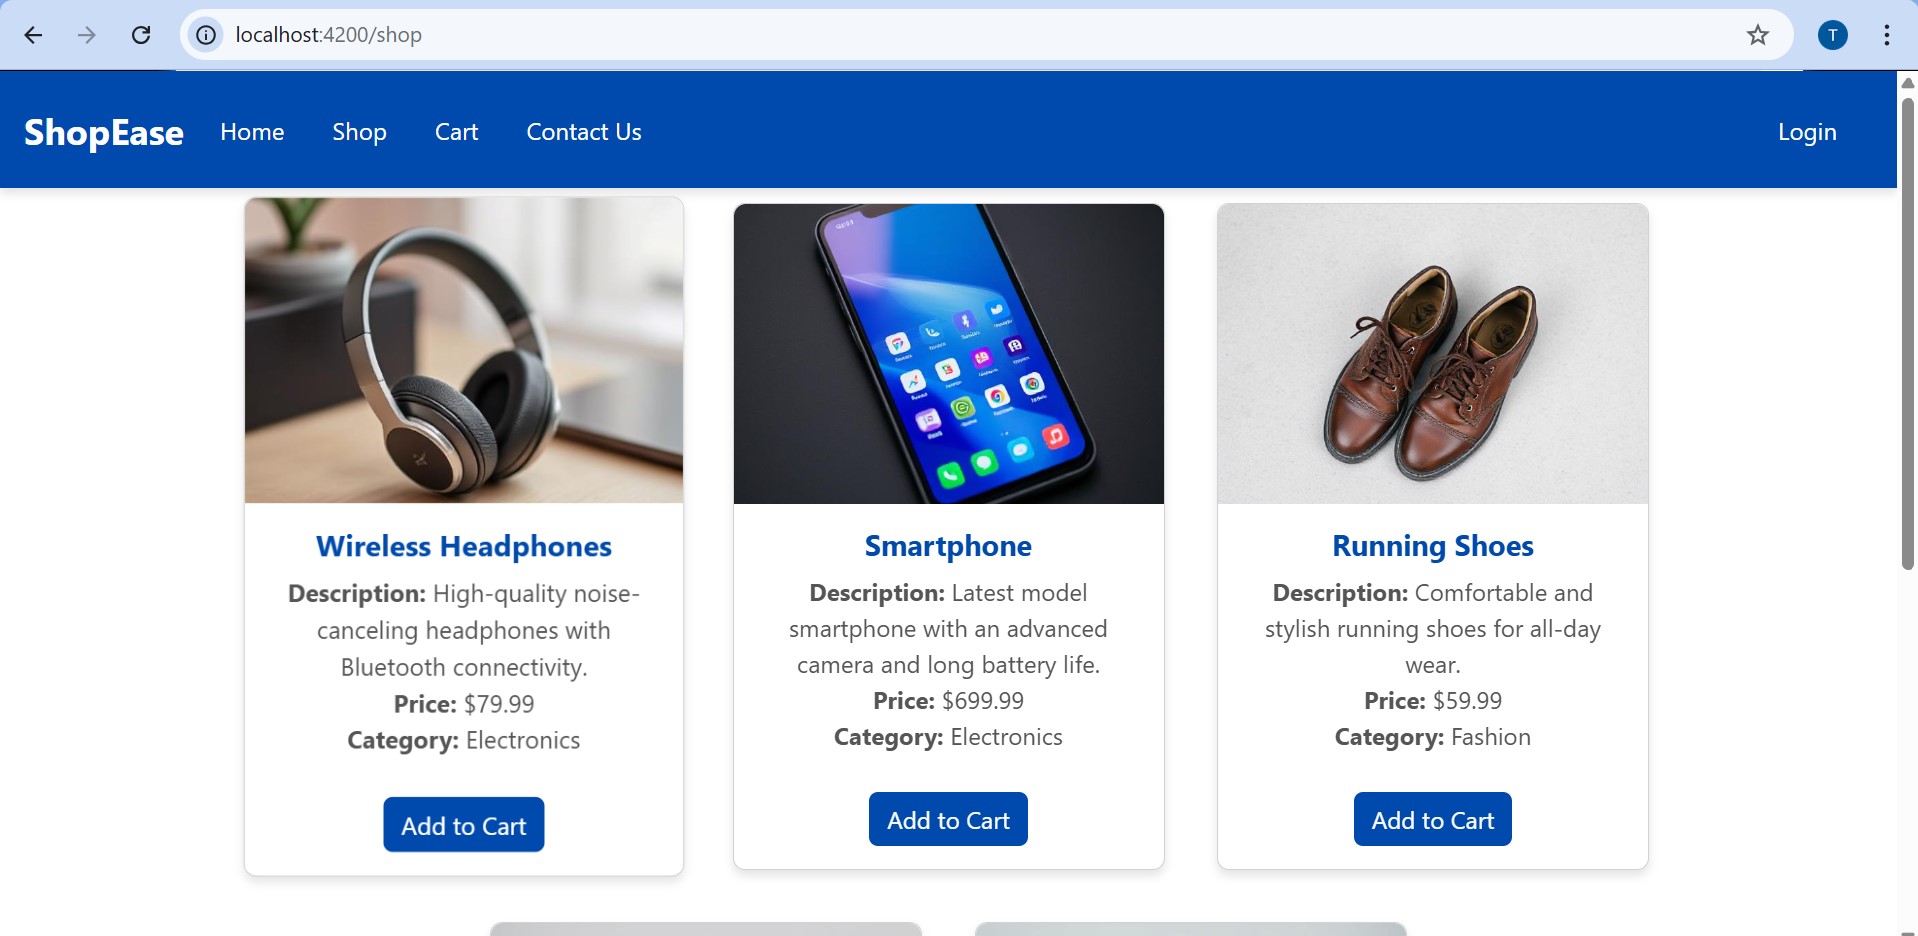 localhost:4200/shop
T
ShopEase Home Shop Cart Contact Us Login
Wireless Headphones
Description: High-quality noise-
canceling headphones with
Bluetooth connectivity.
Price: $79.99
Category: Electronics
Add to Cart
Smartphone
Description: Latest model
smartphone with an advanced
camera and long battery life.
Price: $699.99
Category: Electronics
Add to Cart
Running Shoes
Description: Comfortable and
stylish running shoes for all-day
wear.
Price: $59.99
Category: Fashion
Add to Cart